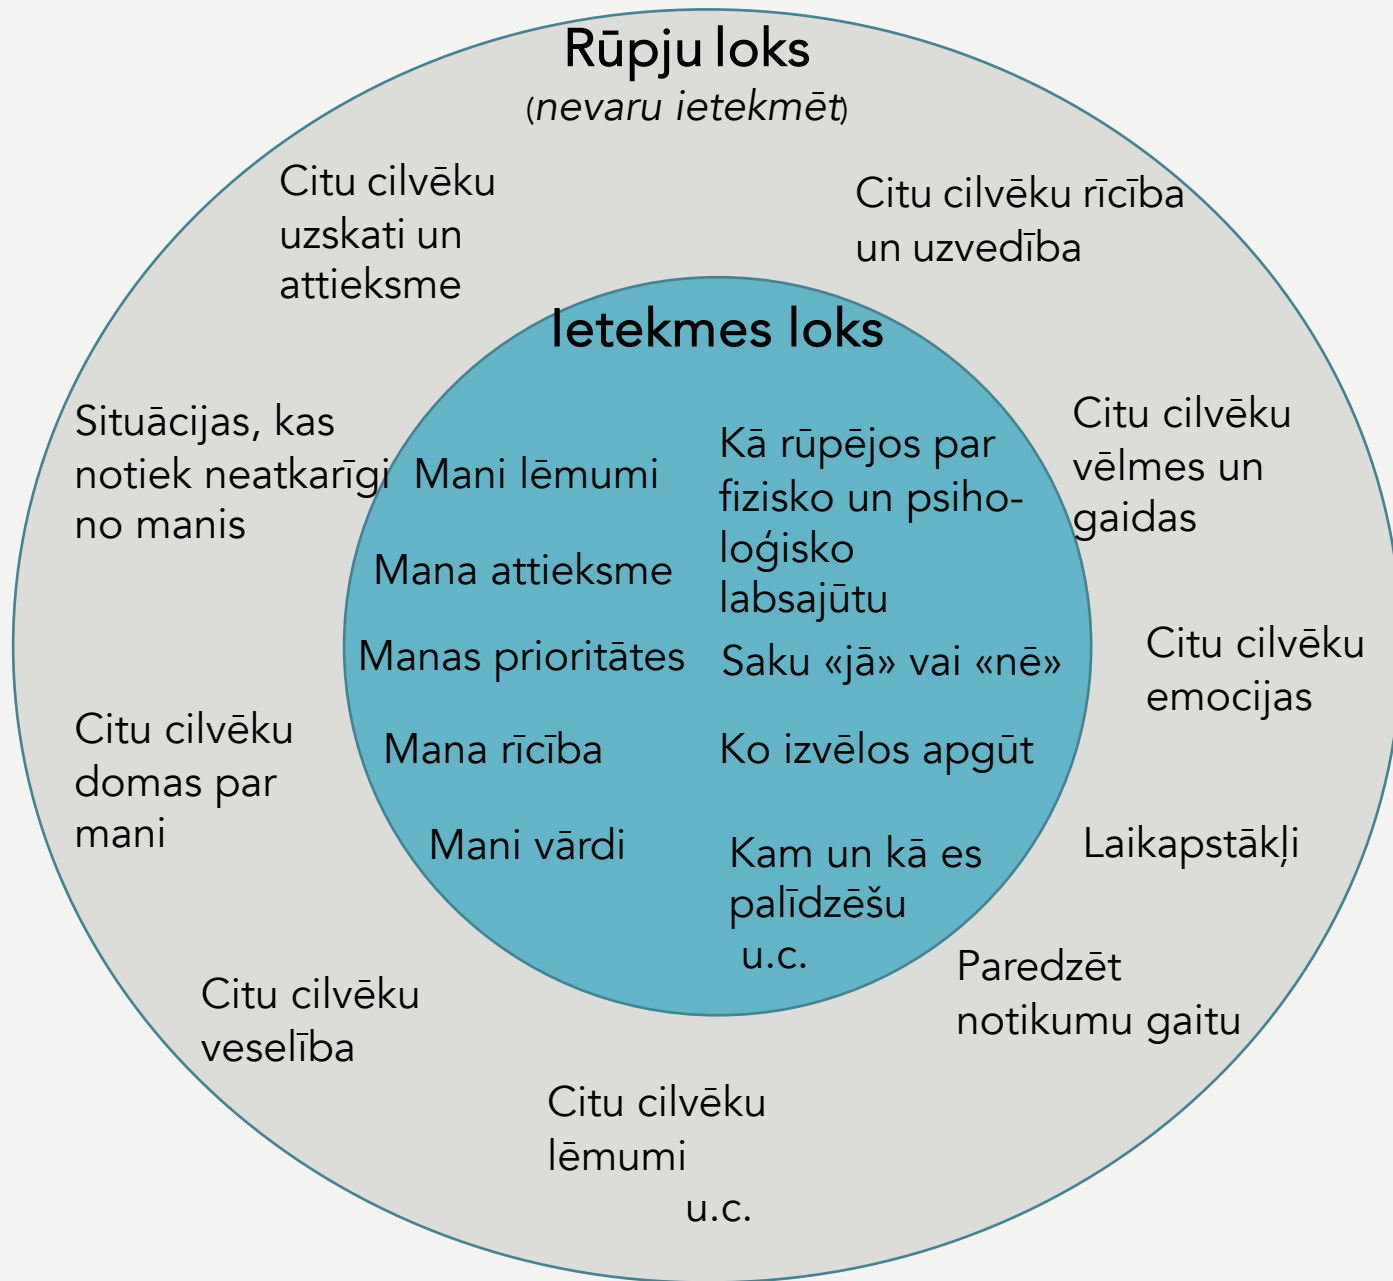 Rūpju loks
(nevaru ietekmēt)
Citu cilvēku
uzskati un
attieksme
Citu cilvēku rīcība
un uzvedība
Ietekmes loks
Situācijas, kas
notiek neatkarīgi
no manis
Mani lēmumi
Mana attieksme
Manas prioritātes
Mana rīcība
Mani vārdi
Kā rūpējos par
fizisko un psiho-
loģisko
labsajūtu
Saku «jā» vai «nē»
Ko izvēlos apgūt
Kam un kā es
palīdzēšu
u.c.
Citu cilvēku
vēlmes un
gaidas
Citu cilvēku
emocijas
Citu cilvēku
domas par
mani
Laikapstākļi
Paredzēt
notikumu gaitu
Citu cilvēku
veselība
Citu cilvēku
lēmumi
u.c.